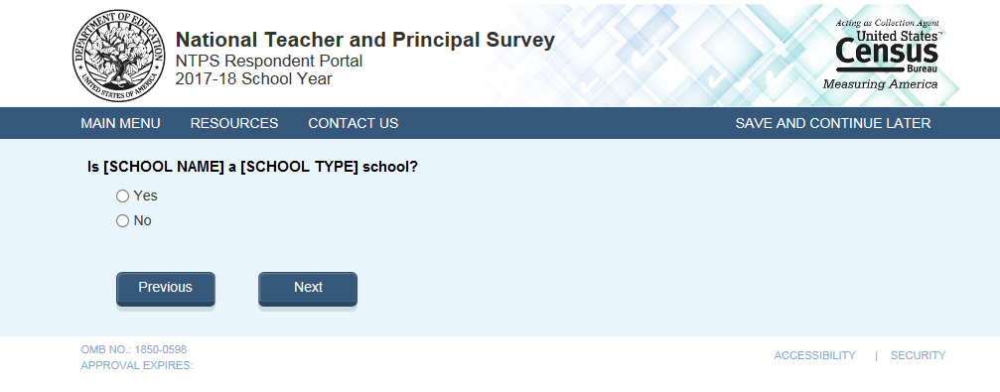 DEPARTMENT OF EDUCATION
UNITED STATES OF AMERICA
National Teacher and Principal Survey
NTPS Respondent Portal
2017-18 School Year
Acting as Collection Agent
United States™
Census
Bureau
Measuring America
MAIN MENU RESOURCES CONTACT US SAVE AND CONTINUE LATER
Is [SCHOOL NAME] a [SCHOOL TYPE] school?
Yes
No
Previous Next
OMB NO.: 1850-0598
APPROVAL EXPIRES:
ACCESSIBILITY | SECURITY